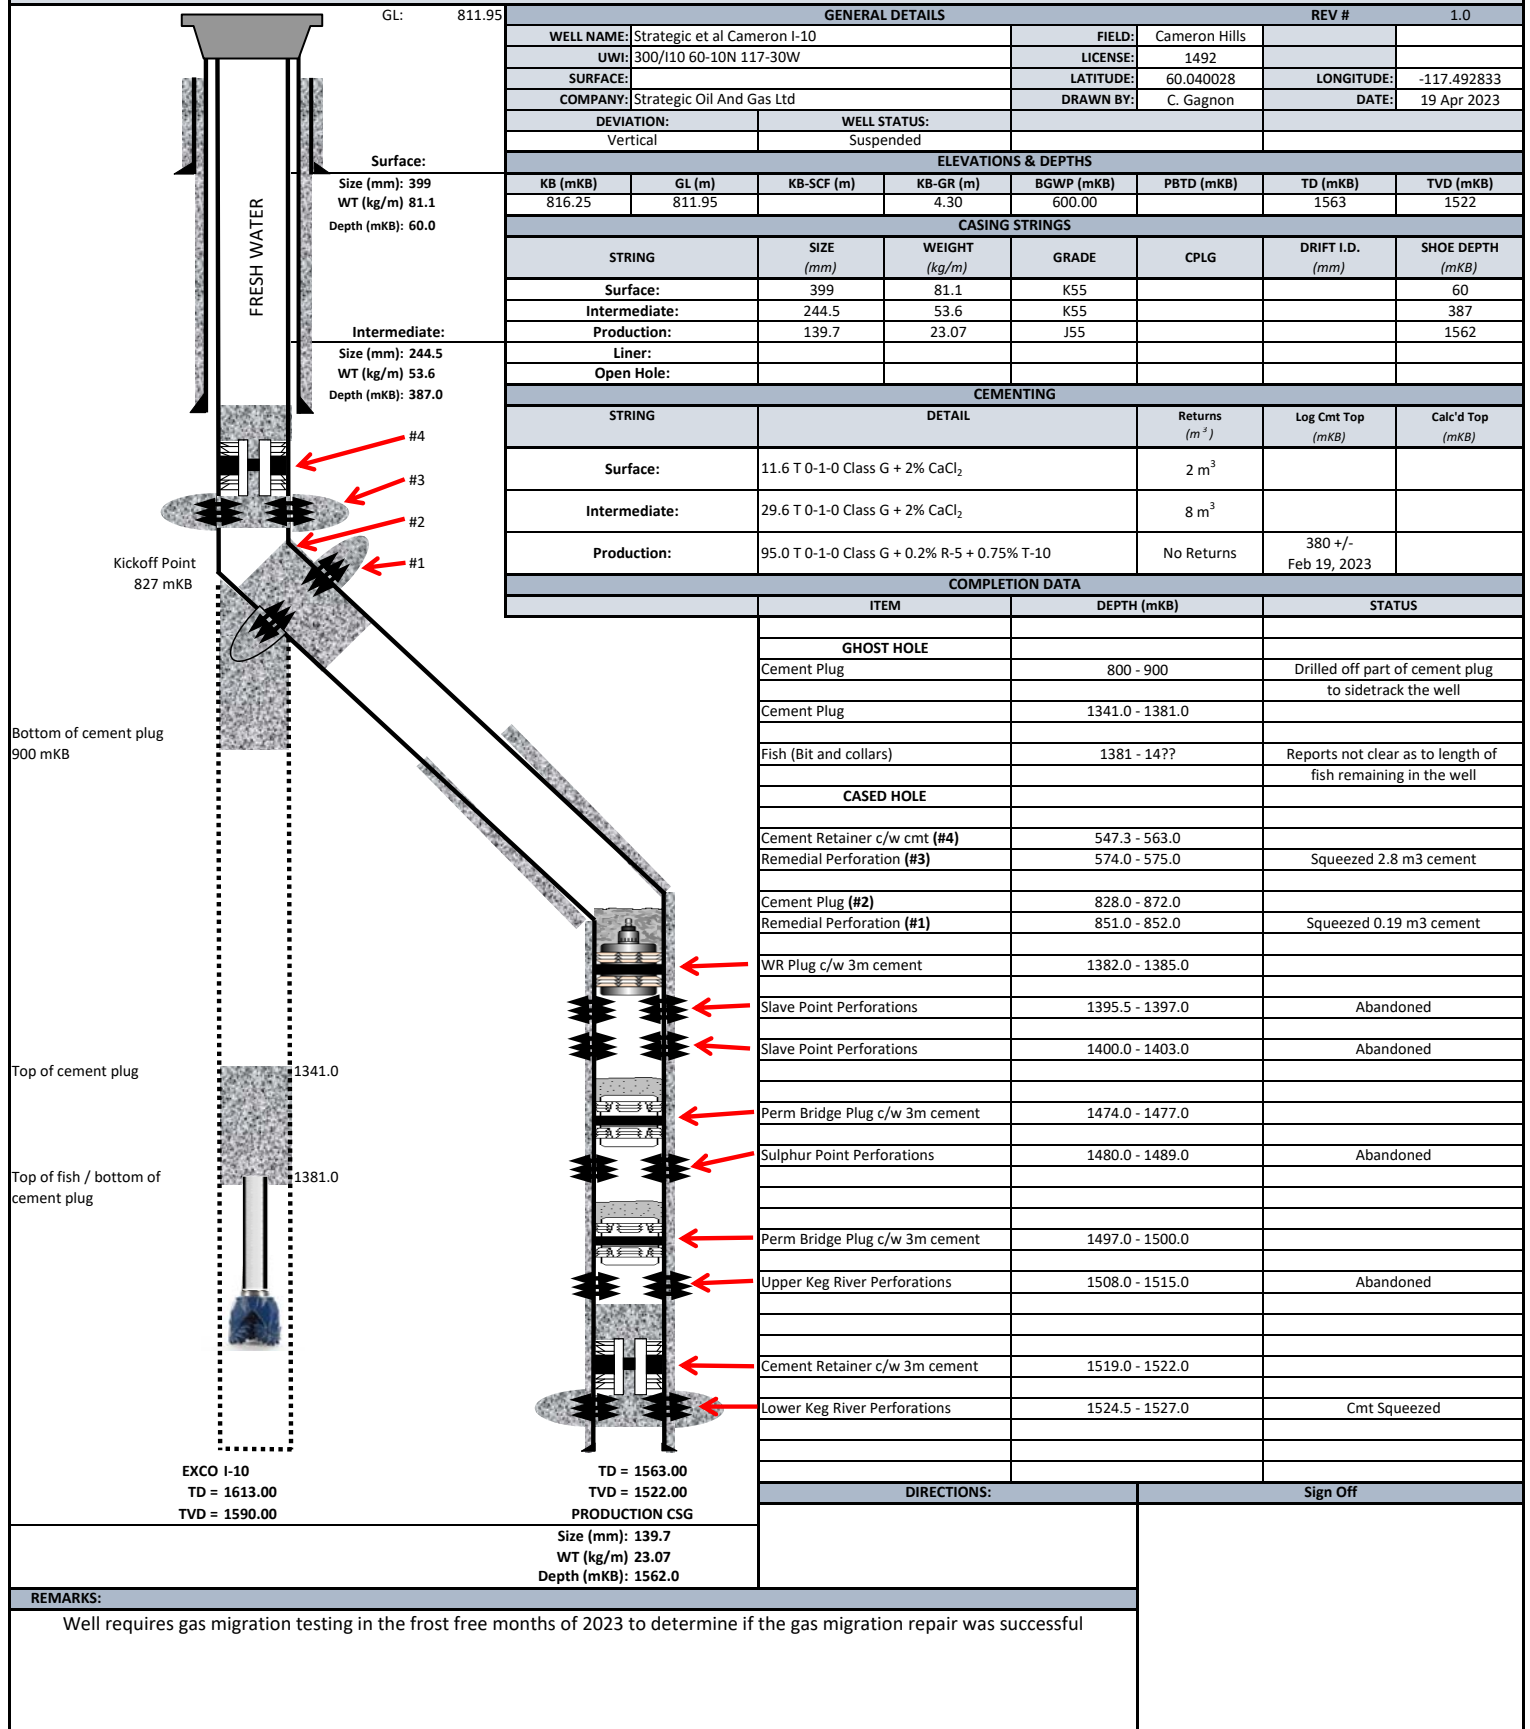 GL: 811.95
GENERAL DETAILS REV # 1.0
WELL NAME: Strategic et al Cameron I-10 FIELD: Cameron Hills
UWI: 300/I10 60-10N 117-30W LICENSE: 1492
SURFACE: LATITUDE: 60.040028 LONGITUDE: -117.492833
COMPANY: Strategic Oil And Gas Ltd DRAWN BY: C. Gagnon DATE: 19 Apr 2023
DEVIATION: WELL STATUS:
Vertical Suspended
ELEVATIONS & DEPTHS
KB (mKB) GL (m) KB-SCF (m) KB-GR (m) BGWP (mKB) PBTD (mKB) TD (mKB) TVD (mKB)
816.25 811.95 4.30 600.00 1563 1522
CASING STRINGS
STRING SIZE (mm) WEIGHT (kg/m) GRADE CPLG DRIFT I.D. (mm) SHOE DEPTH (mKB)
Surface: 399 81.1 K55 60
Intermediate: 244.5 53.6 K55 387
Production: 139.7 23.07 J55 1562
Liner:
Open Hole:
CEMENTING
STRING DETAIL Returns (m³) Log Cmt Top (mKB) Calc'd Top (mKB)
Surface: 11.6 T 0-1-0 Class G + 2% CaCl₂ 2 m³
Intermediate: 29.6 T 0-1-0 Class G + 2% CaCl₂ 8 m³
Production: 95.0 T 0-1-0 Class G + 0.2% R-5 + 0.75% T-10 No Returns 380 +/- Feb 19, 2023
COMPLETION DATA
ITEM DEPTH (mKB) STATUS
GHOST HOLE
Cement Plug 800 - 900 Drilled off part of cement plug
to sidetrack the well
Cement Plug 1341.0 - 1381.0
Fish (Bit and collars) 1381 - 14?? Reports not clear as to length of
fish remaining in the well
CASED HOLE
Cement Retainer c/w cmt (#4) 547.3 - 563.0
Remedial Perforation (#3) 574.0 - 575.0 Squeezed 2.8 m3 cement
Cement Plug (#2) 828.0 - 872.0
Remedial Perforation (#1) 851.0 - 852.0 Squeezed 0.19 m3 cement
WR Plug c/w 3m cement 1382.0 - 1385.0
Slave Point Perforations 1395.5 - 1397.0 Abandoned
Slave Point Perforations 1400.0 - 1403.0 Abandoned
Perm Bridge Plug c/w 3m cement 1474.0 - 1477.0
Sulphur Point Perforations 1480.0 - 1489.0 Abandoned
Perm Bridge Plug c/w 3m cement 1497.0 - 1500.0
Upper Keg River Perforations 1508.0 - 1515.0 Abandoned
Cement Retainer c/w 3m cement 1519.0 - 1522.0
Lower Keg River Perforations 1524.5 - 1527.0 Cmt Squeezed
DIRECTIONS: Sign Off
Surface:
Size (mm): 399
WT (kg/m) 81.1
Depth (mKB): 60.0
FRESH WATER
Intermediate:
Size (mm): 244.5
WT (kg/m) 53.6
Depth (mKB): 387.0
#4
#3
#2
#1
Kickoff Point
827 mKB
Bottom of cement plug
900 mKB
Top of cement plug 1341.0
Top of fish / bottom of 1381.0
cement plug
EXCO I-10
TD = 1613.00
TVD = 1590.00
TD = 1563.00
TVD = 1522.00
PRODUCTION CSG
Size (mm): 139.7
WT (kg/m) 23.07
Depth (mKB): 1562.0
REMARKS:
Well requires gas migration testing in the frost free months of 2023 to determine if the gas migration repair was successful